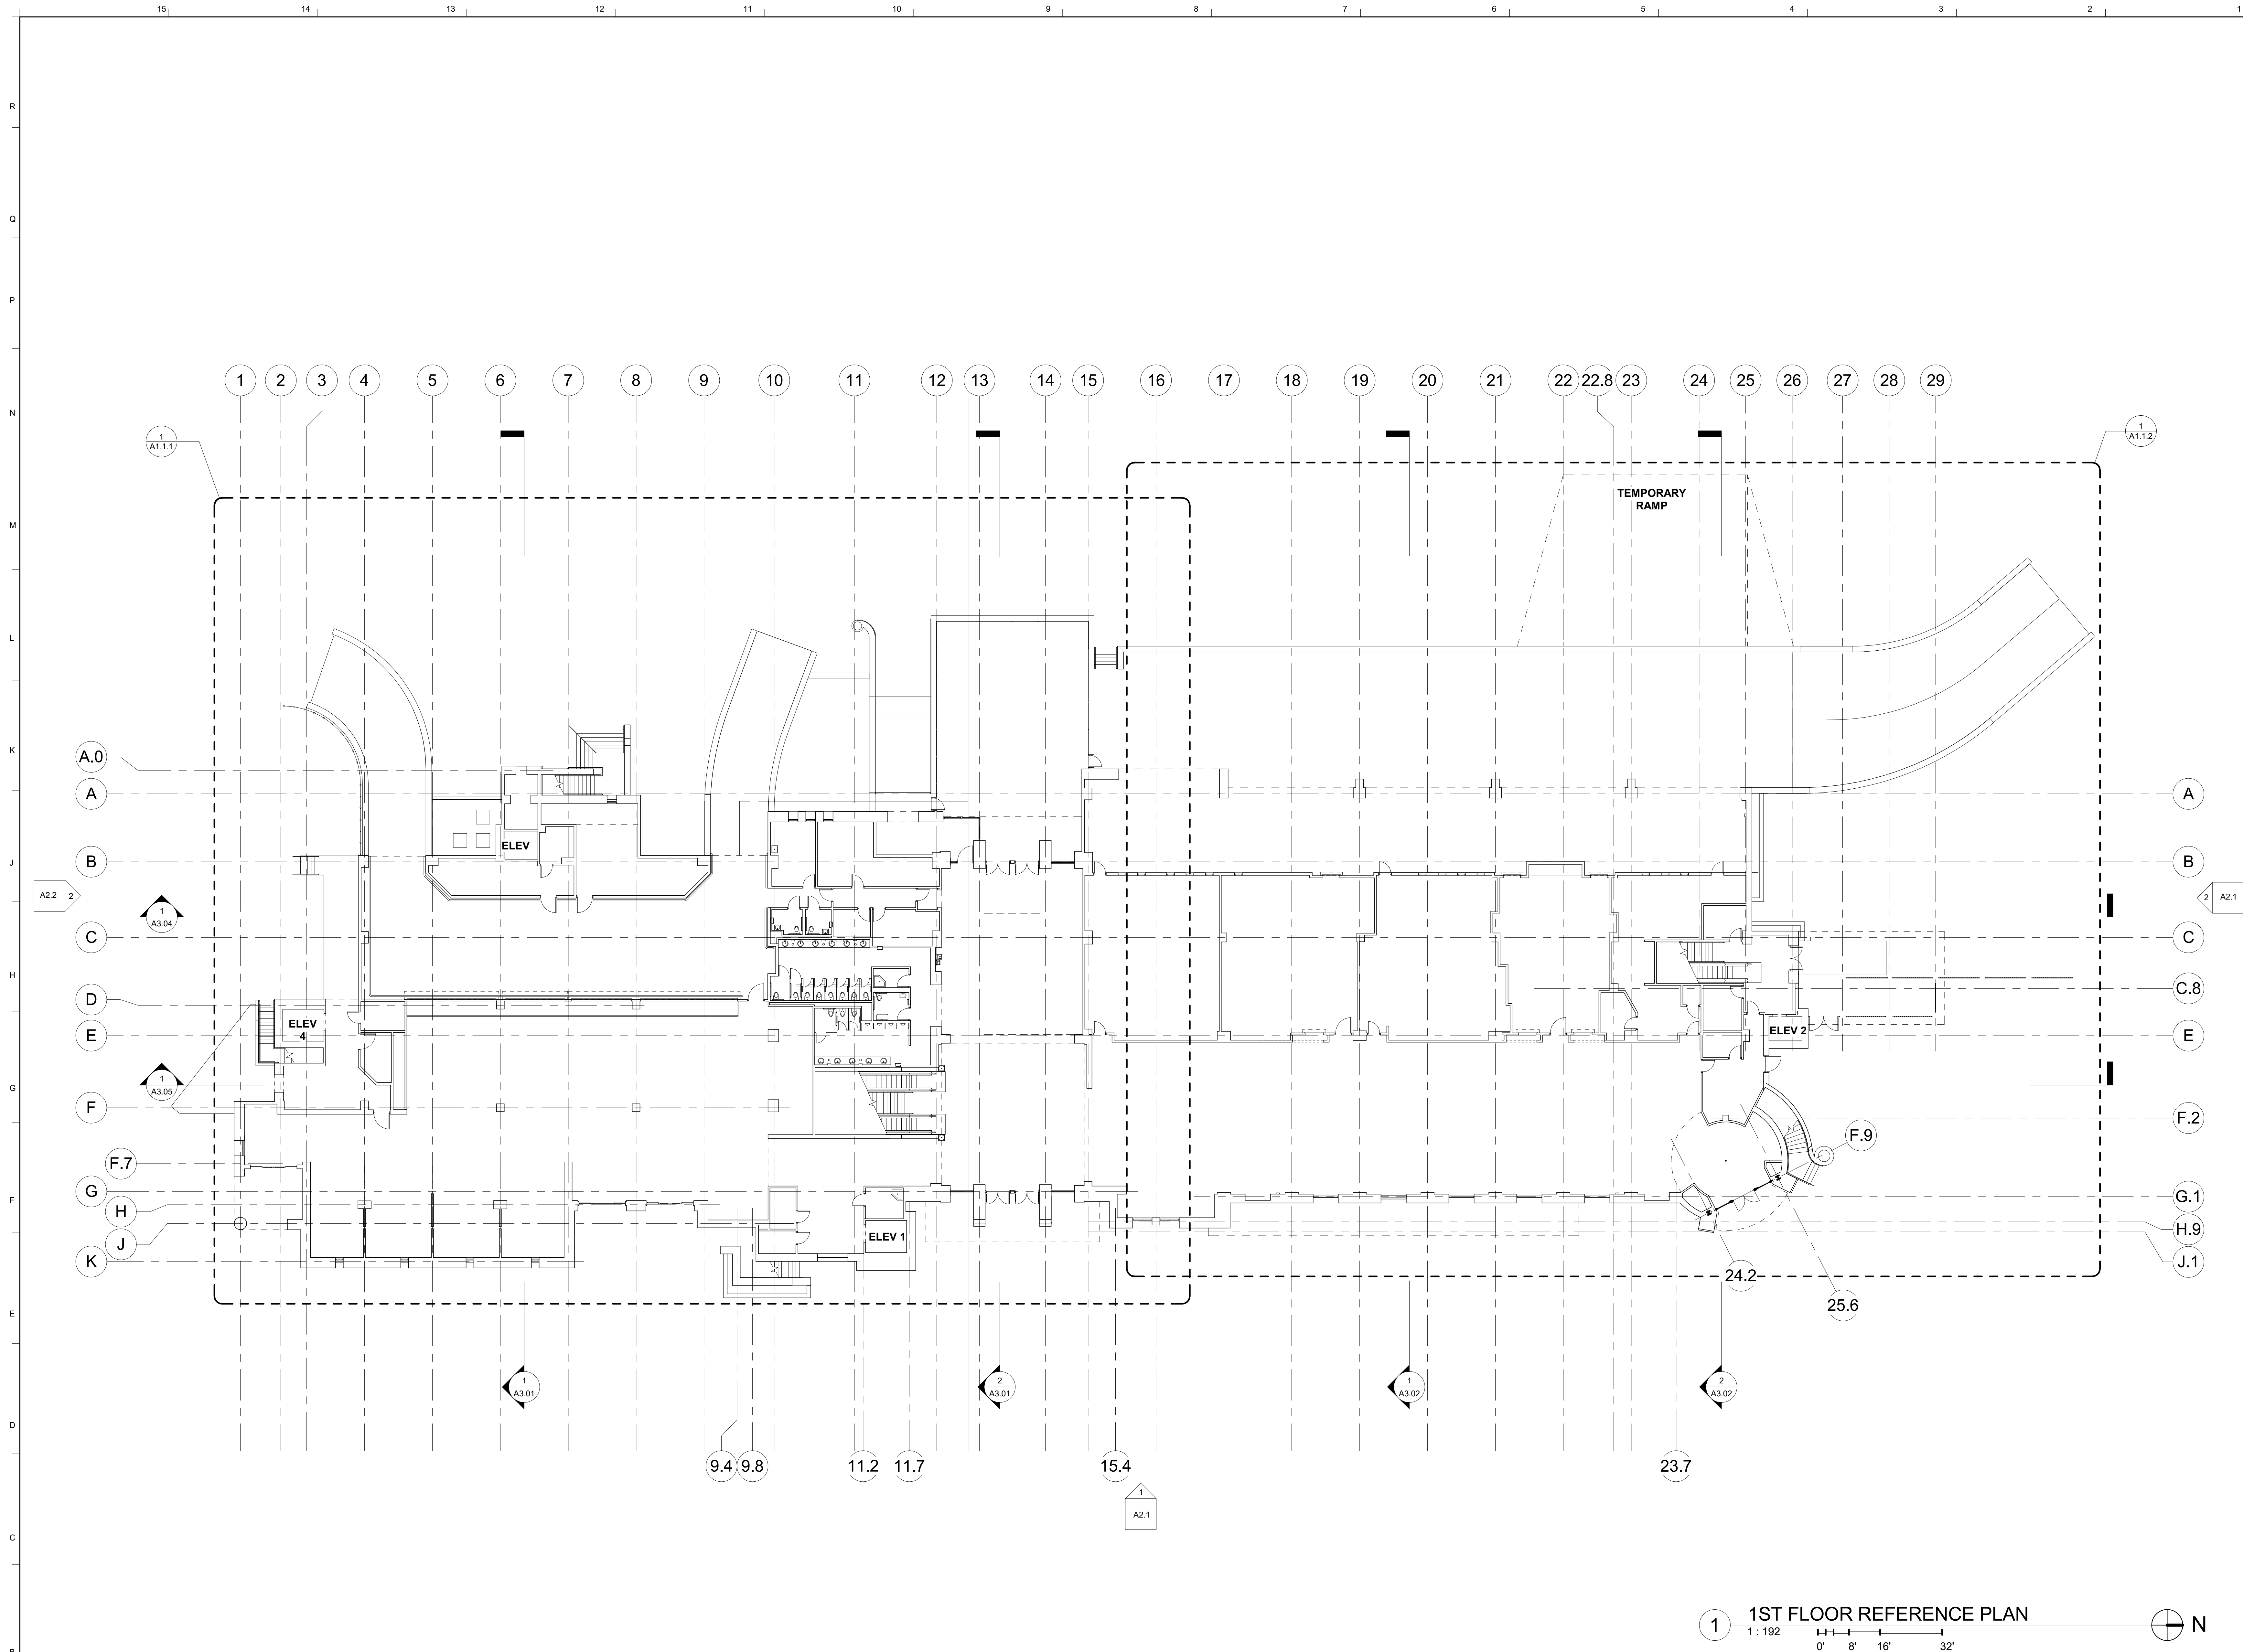 15 14 13 12 11 10 9 8 7 6 5 4 3 2 1
R
Q
P
1 2 3 4 5 6 7 8 9 10 11 12 13 14 15 16 17 18 19 20 21 22 22.8 23 24 25 26 27 28 29
N
1
A1.1.1
1
A1.1.2
TEMPORARY
RAMP
M
L
K
A.0
A
A
J
ELEV
B
B
A2.2 2
2 A2.1
1
A3.04
C
C
H
D
C.8
ELEV
4
E
ELEV 2
E
1
A3.05
G
F
F.2
F.9
F.7
G
F
G.1
H
J
ELEV 1
H.9
K
J.1
24.2
25.6
E
1
A3.01
2
A3.01
1
A3.02
2
A3.02
D
9.4 9.8 11.2 11.7 15.4 23.7
1
A2.1
C
1
1ST FLOOR REFERENCE PLAN
1 : 192
0' 8' 16' 32'
N
B